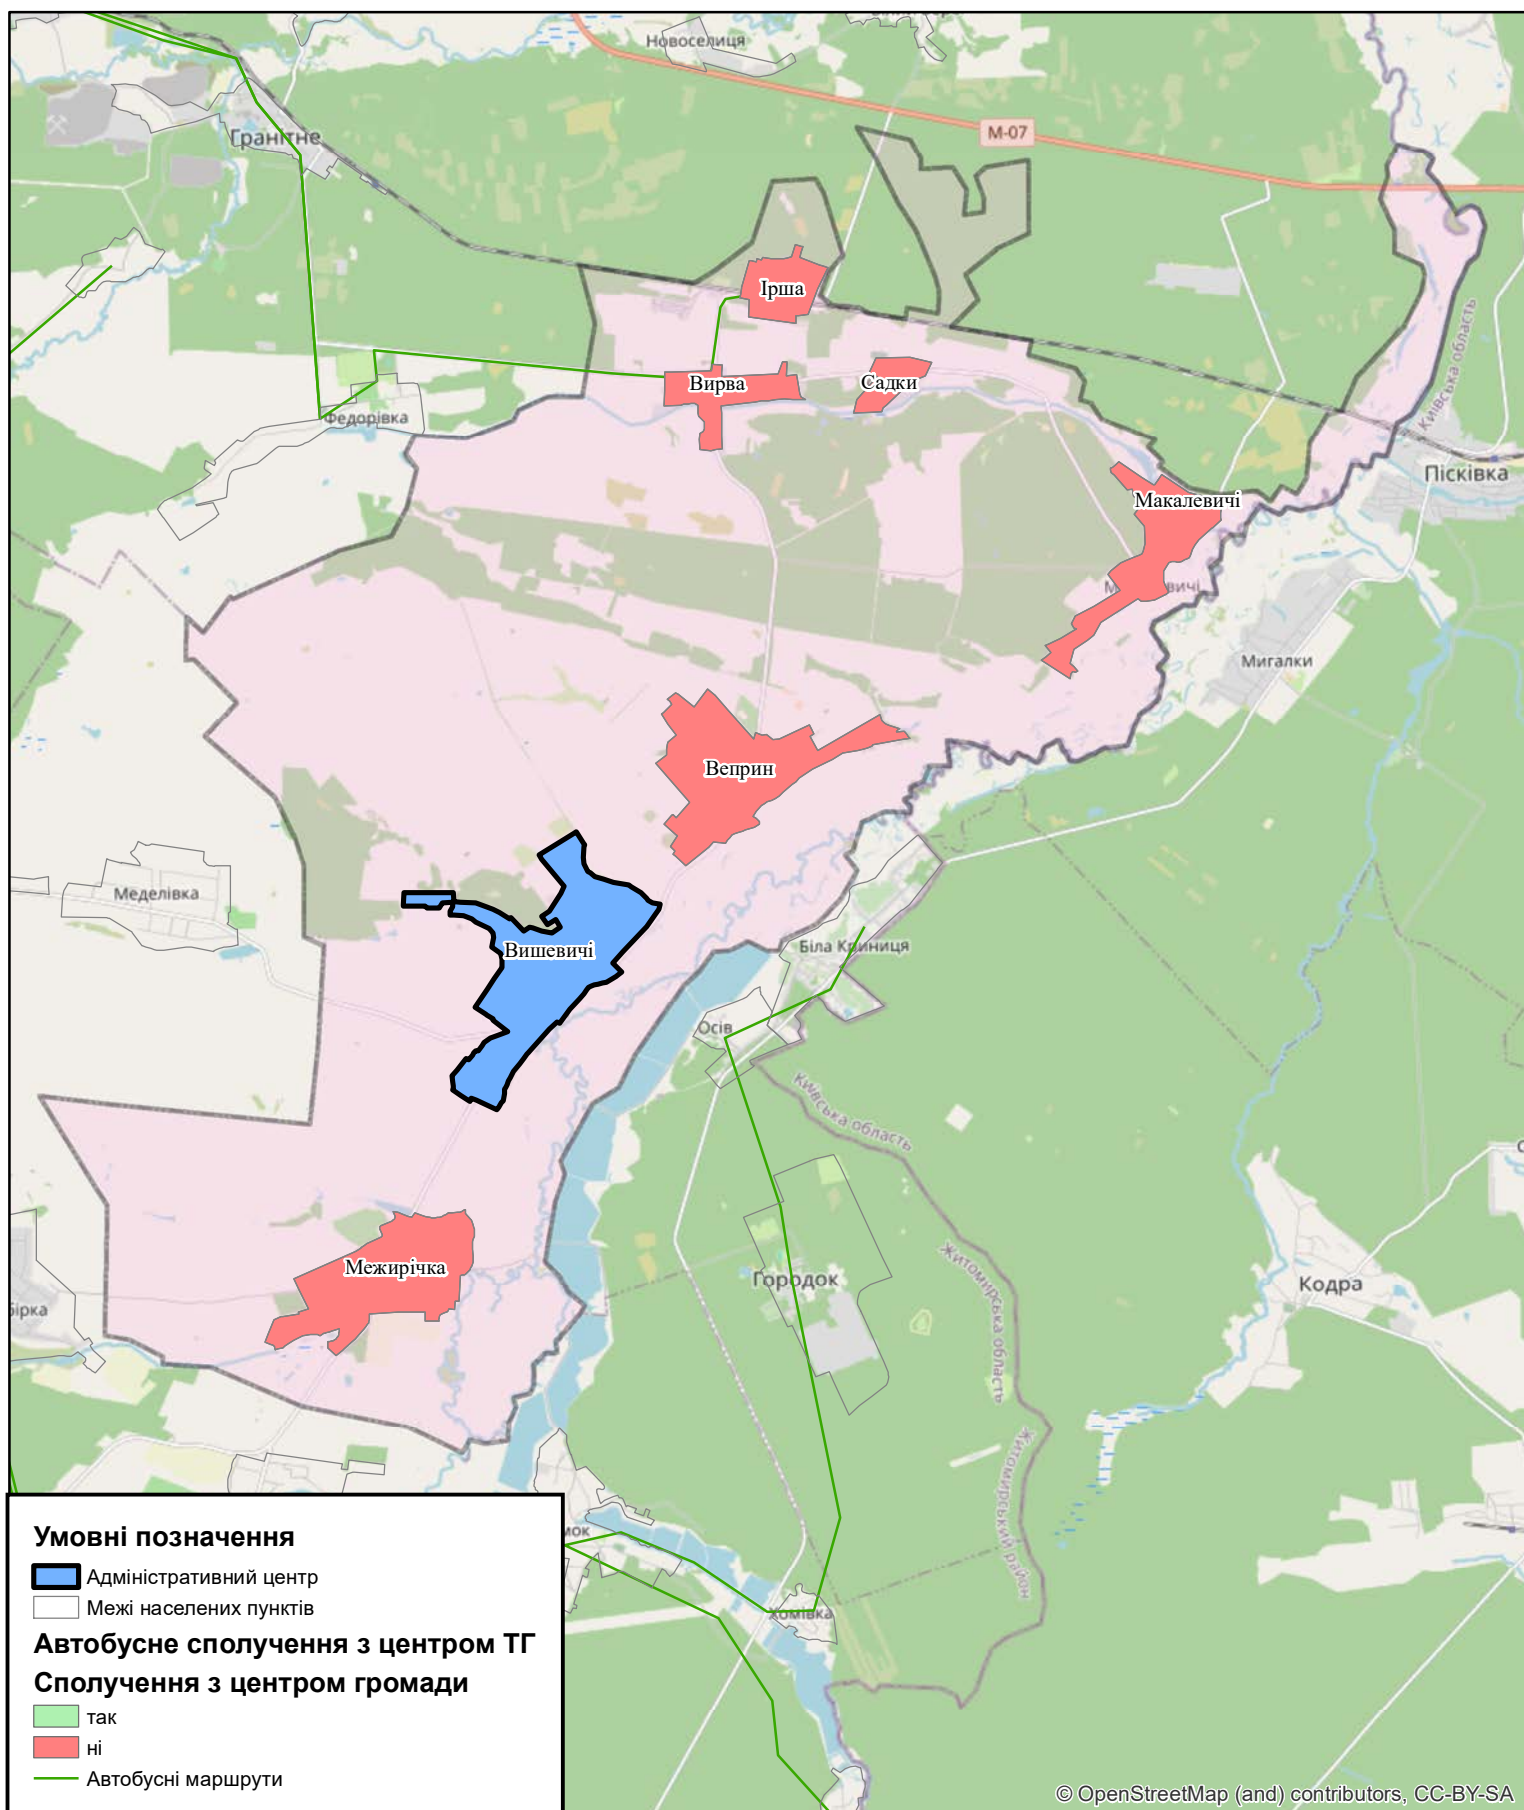 Новоселиця
М-07
Гранітне
Ірша
Київська область
Вирва
Садки
Федорівка
Пісківка
Макалевичі
Мигалки
Веприн
Меделівка
Біла Криниця
Вишевичі
Осів
Київська область
Житомирська область
Межирічка
Городок
Кодра
бірка
Житомирський район
мок
Хомівка
Умовні позначення
Адміністративний центр
Межі населених пунктів
Автобусне сполучення з центром ТГ
Сполучення з центром громади
так
ні
Автобусні маршрути
© OpenStreetMap (and) contributors, CC-BY-SA